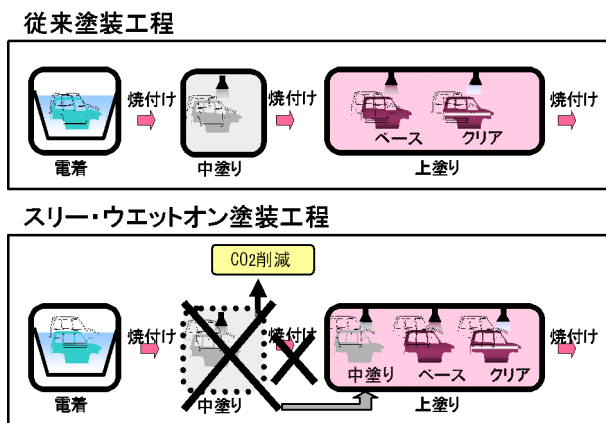 従来塗装工程
焼付け
焼付け
焼付け
ベース
クリア
電着
中塗り
上塗り
スリー・ウエットオン塗装工程
CO2削減
焼付け
焼付け
焼付け
中塗り
ベース
クリア
電着
中塗り
上塗り